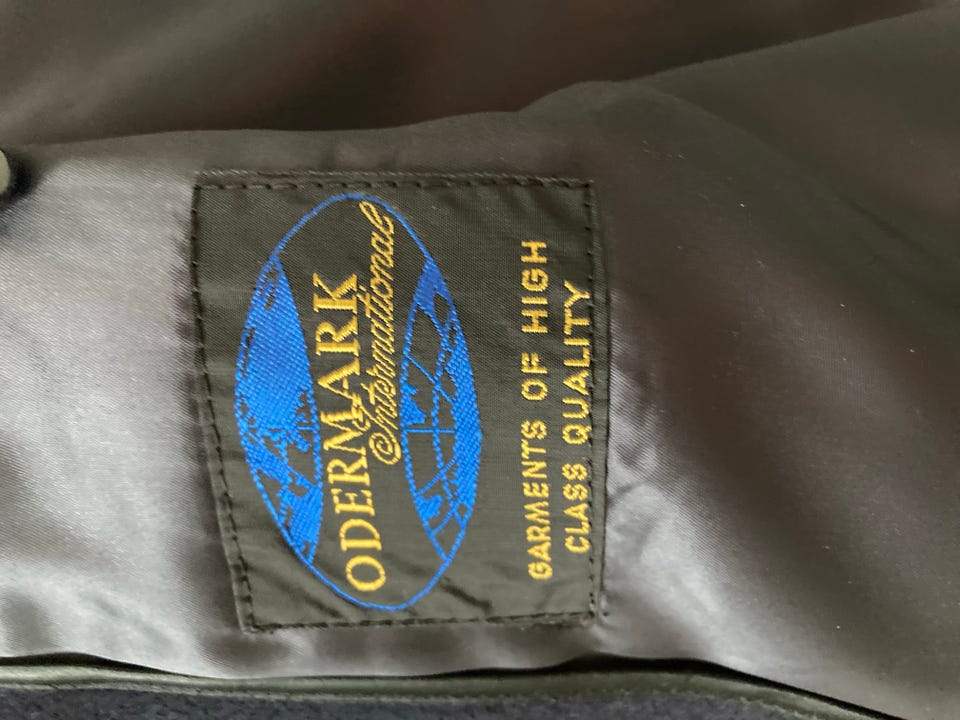 ODERMARK
International
GARMENTS OF HIGH
CLASS QUALITY